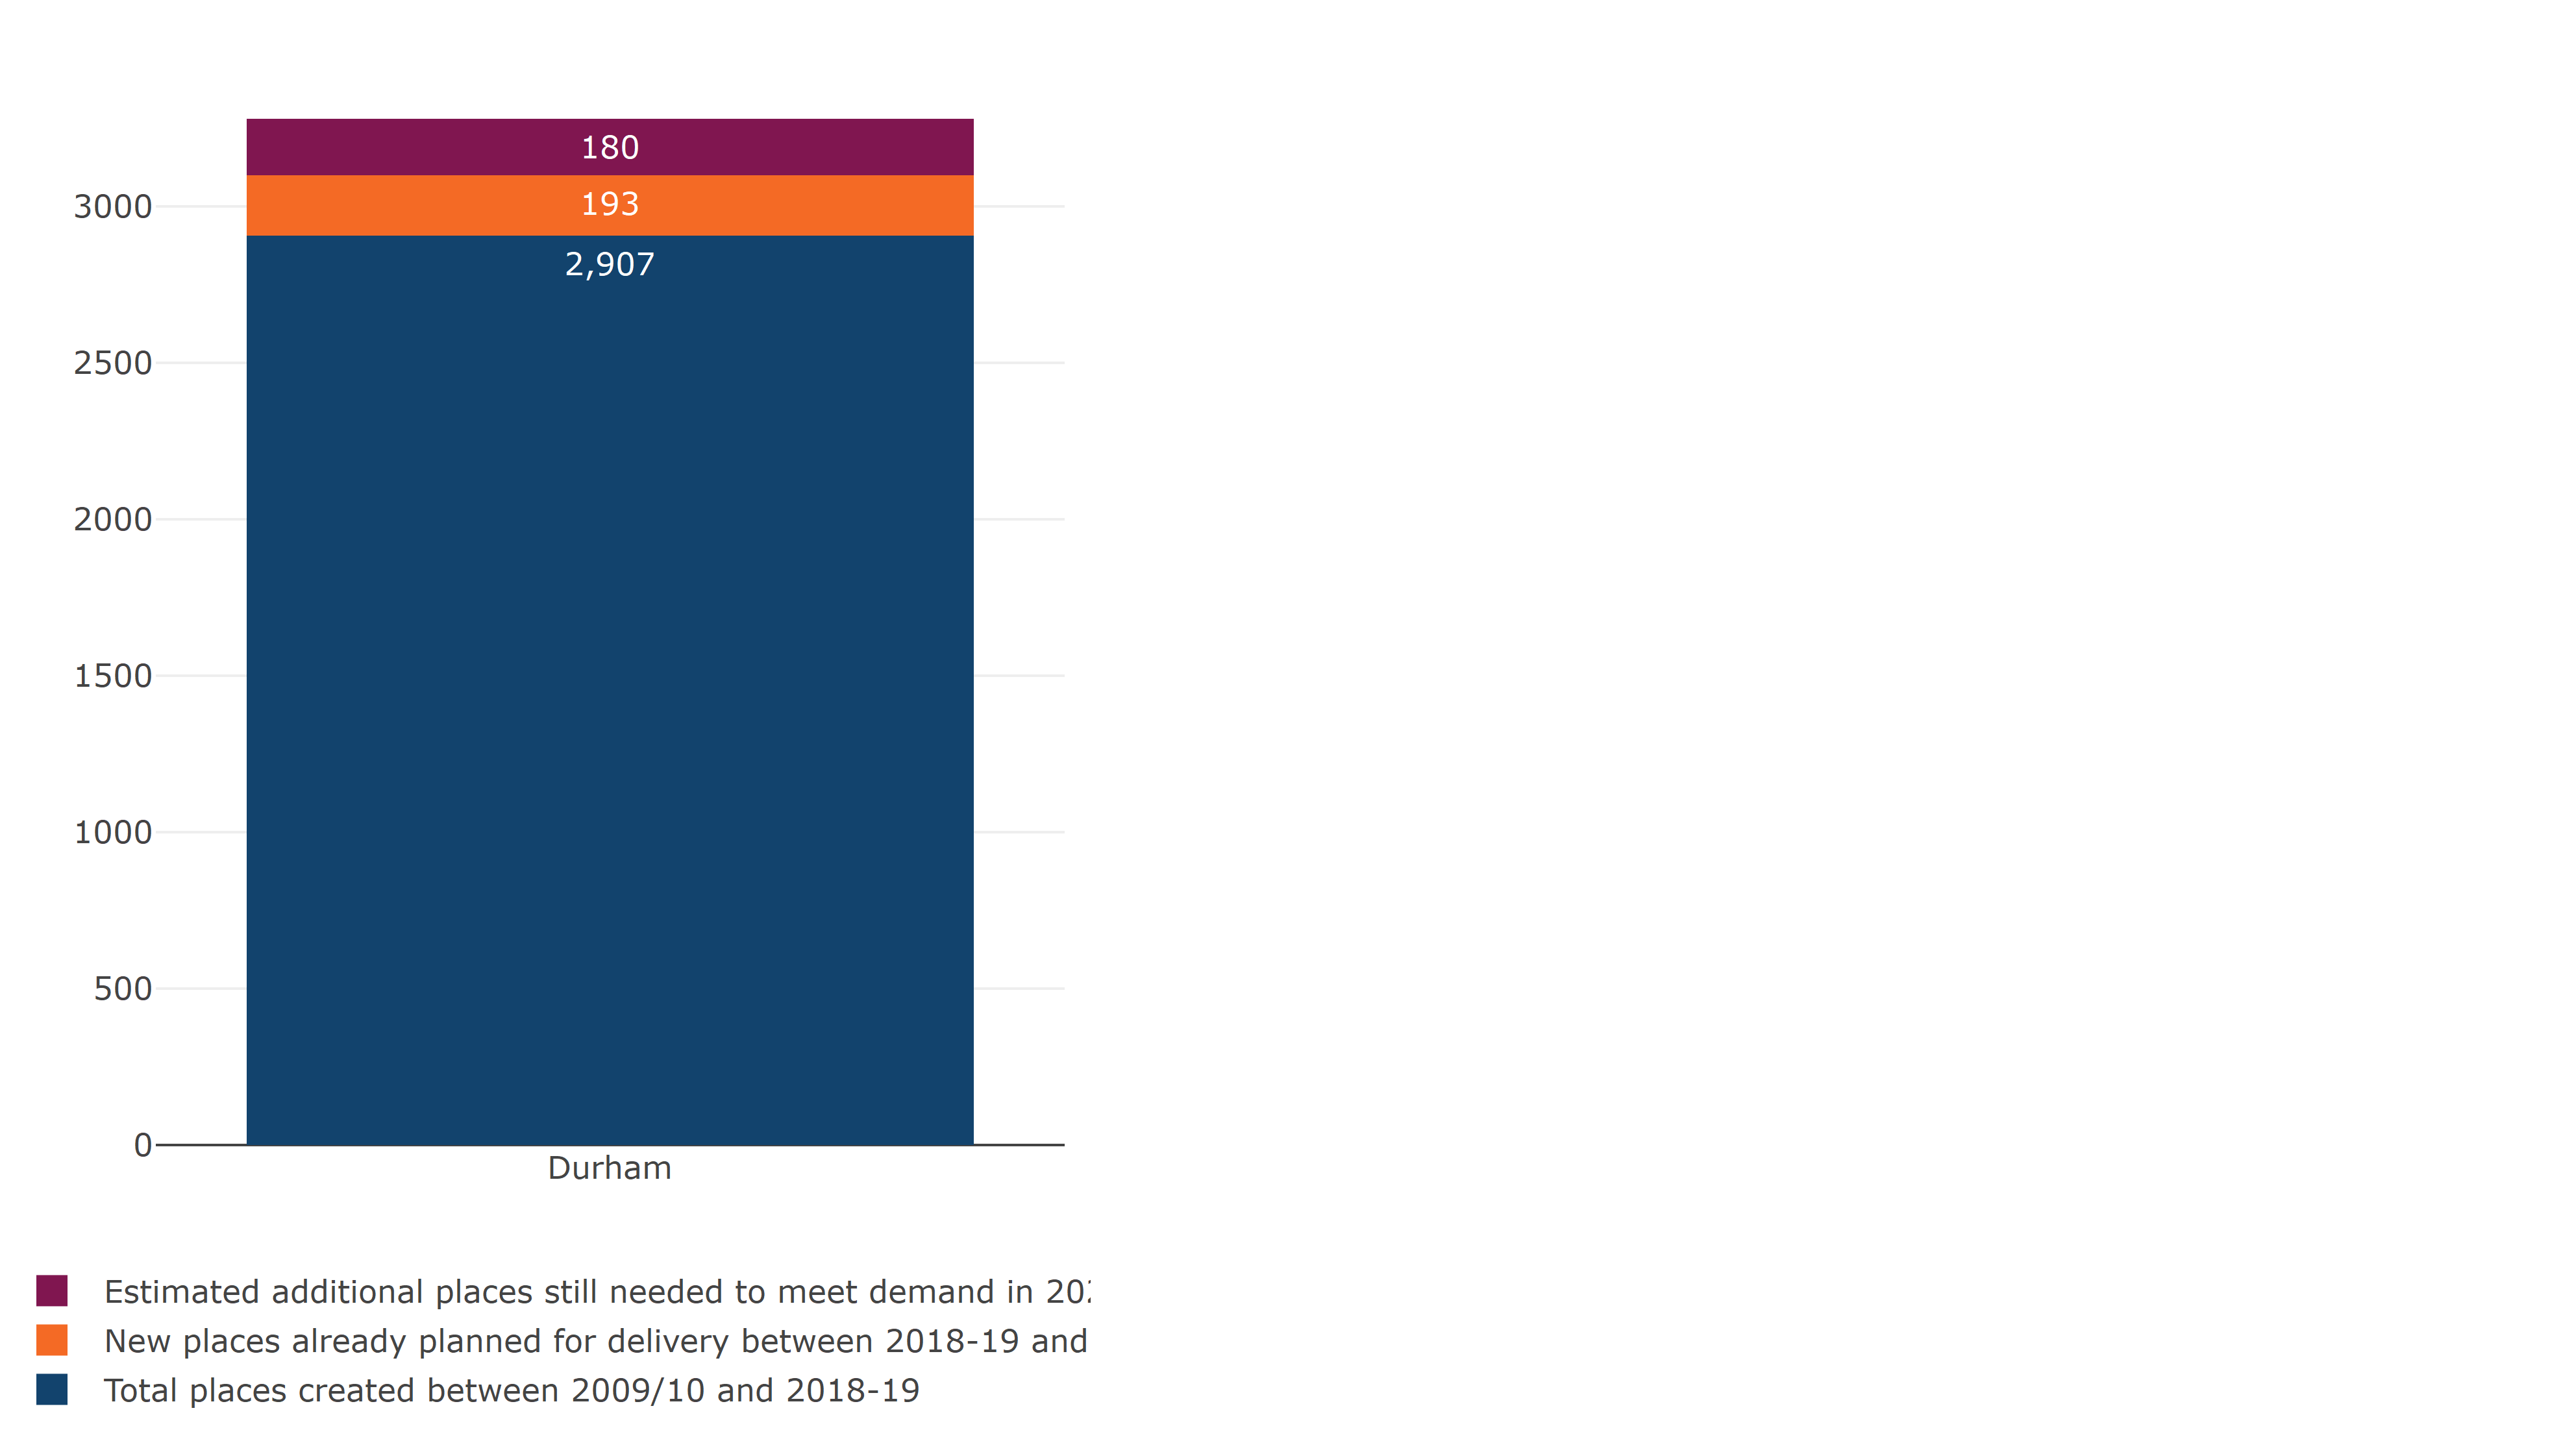 180
193
2,907
3000
2500
2000
1500
1000
500
0
Durham
Estimated additional places still needed to meet demand in
New places already planned for delivery between 2018-19 and
Total places created between 2009/10 and 2018-19